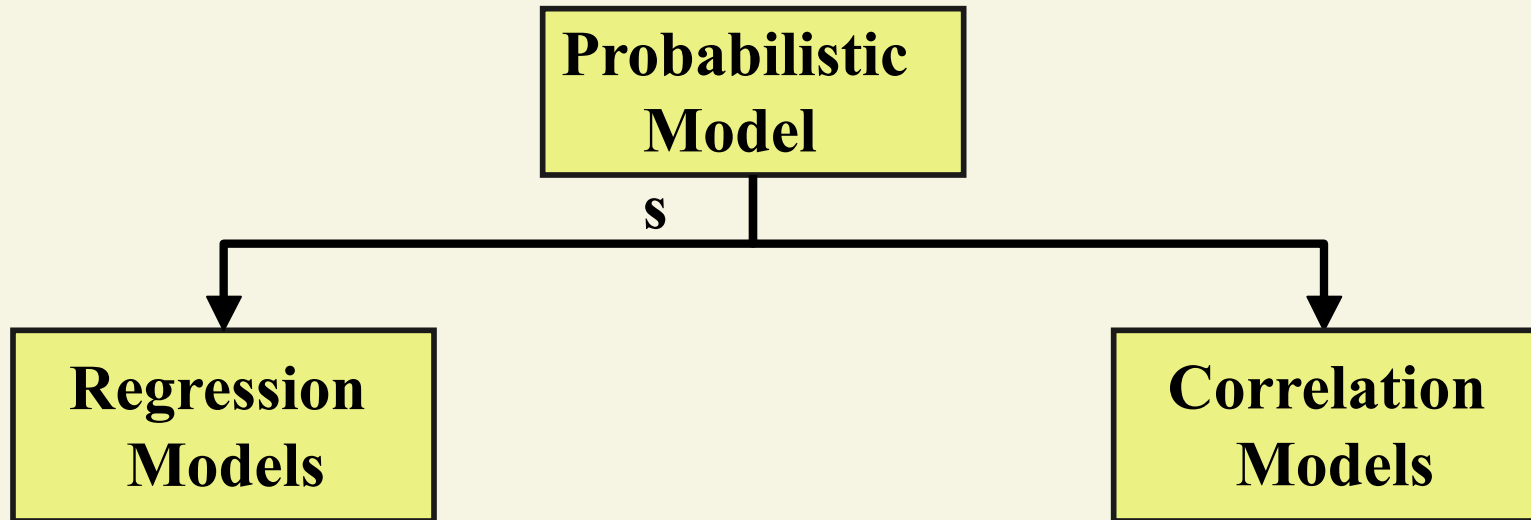 Probabilistic
Model
s
Regression
Models
Correlation
Models